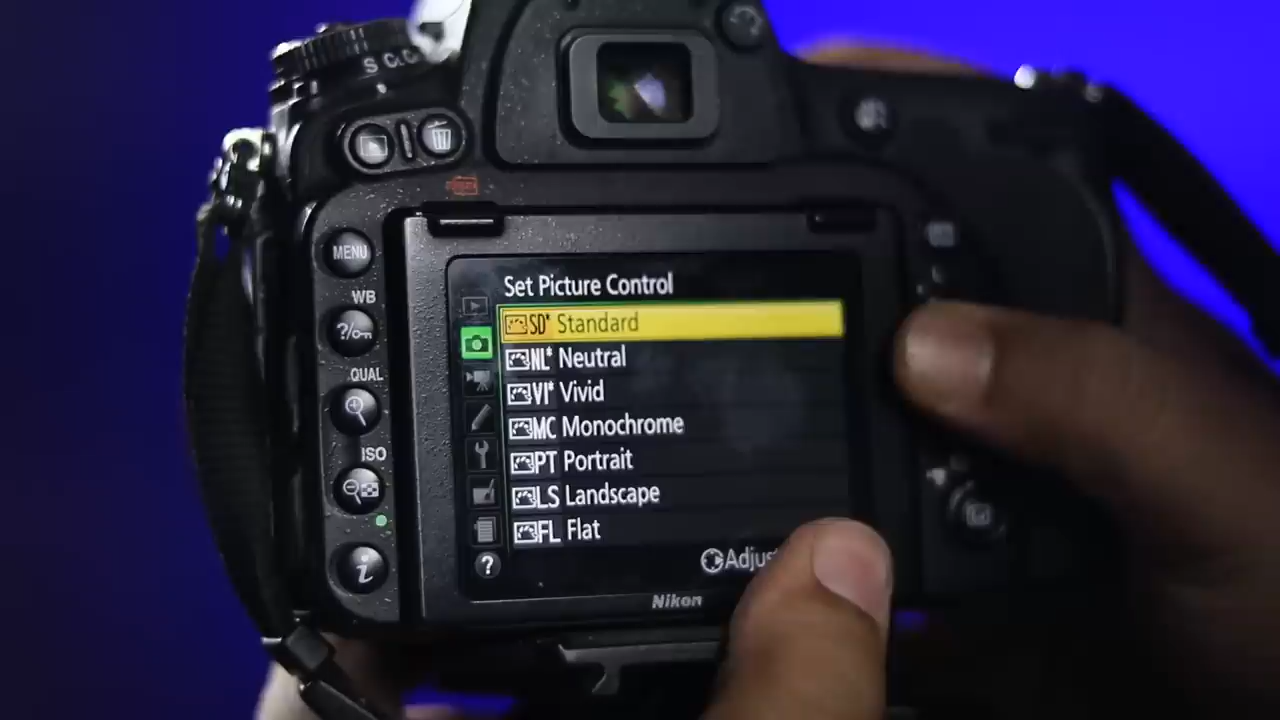 S CL C
MENU
WB
?
QUAL
ISO
i
Set Picture Control
SD* Standard
NL* Neutral
VI* Vivid
MC Monochrome
PT Portrait
LS Landscape
FL Flat
?
Nikon